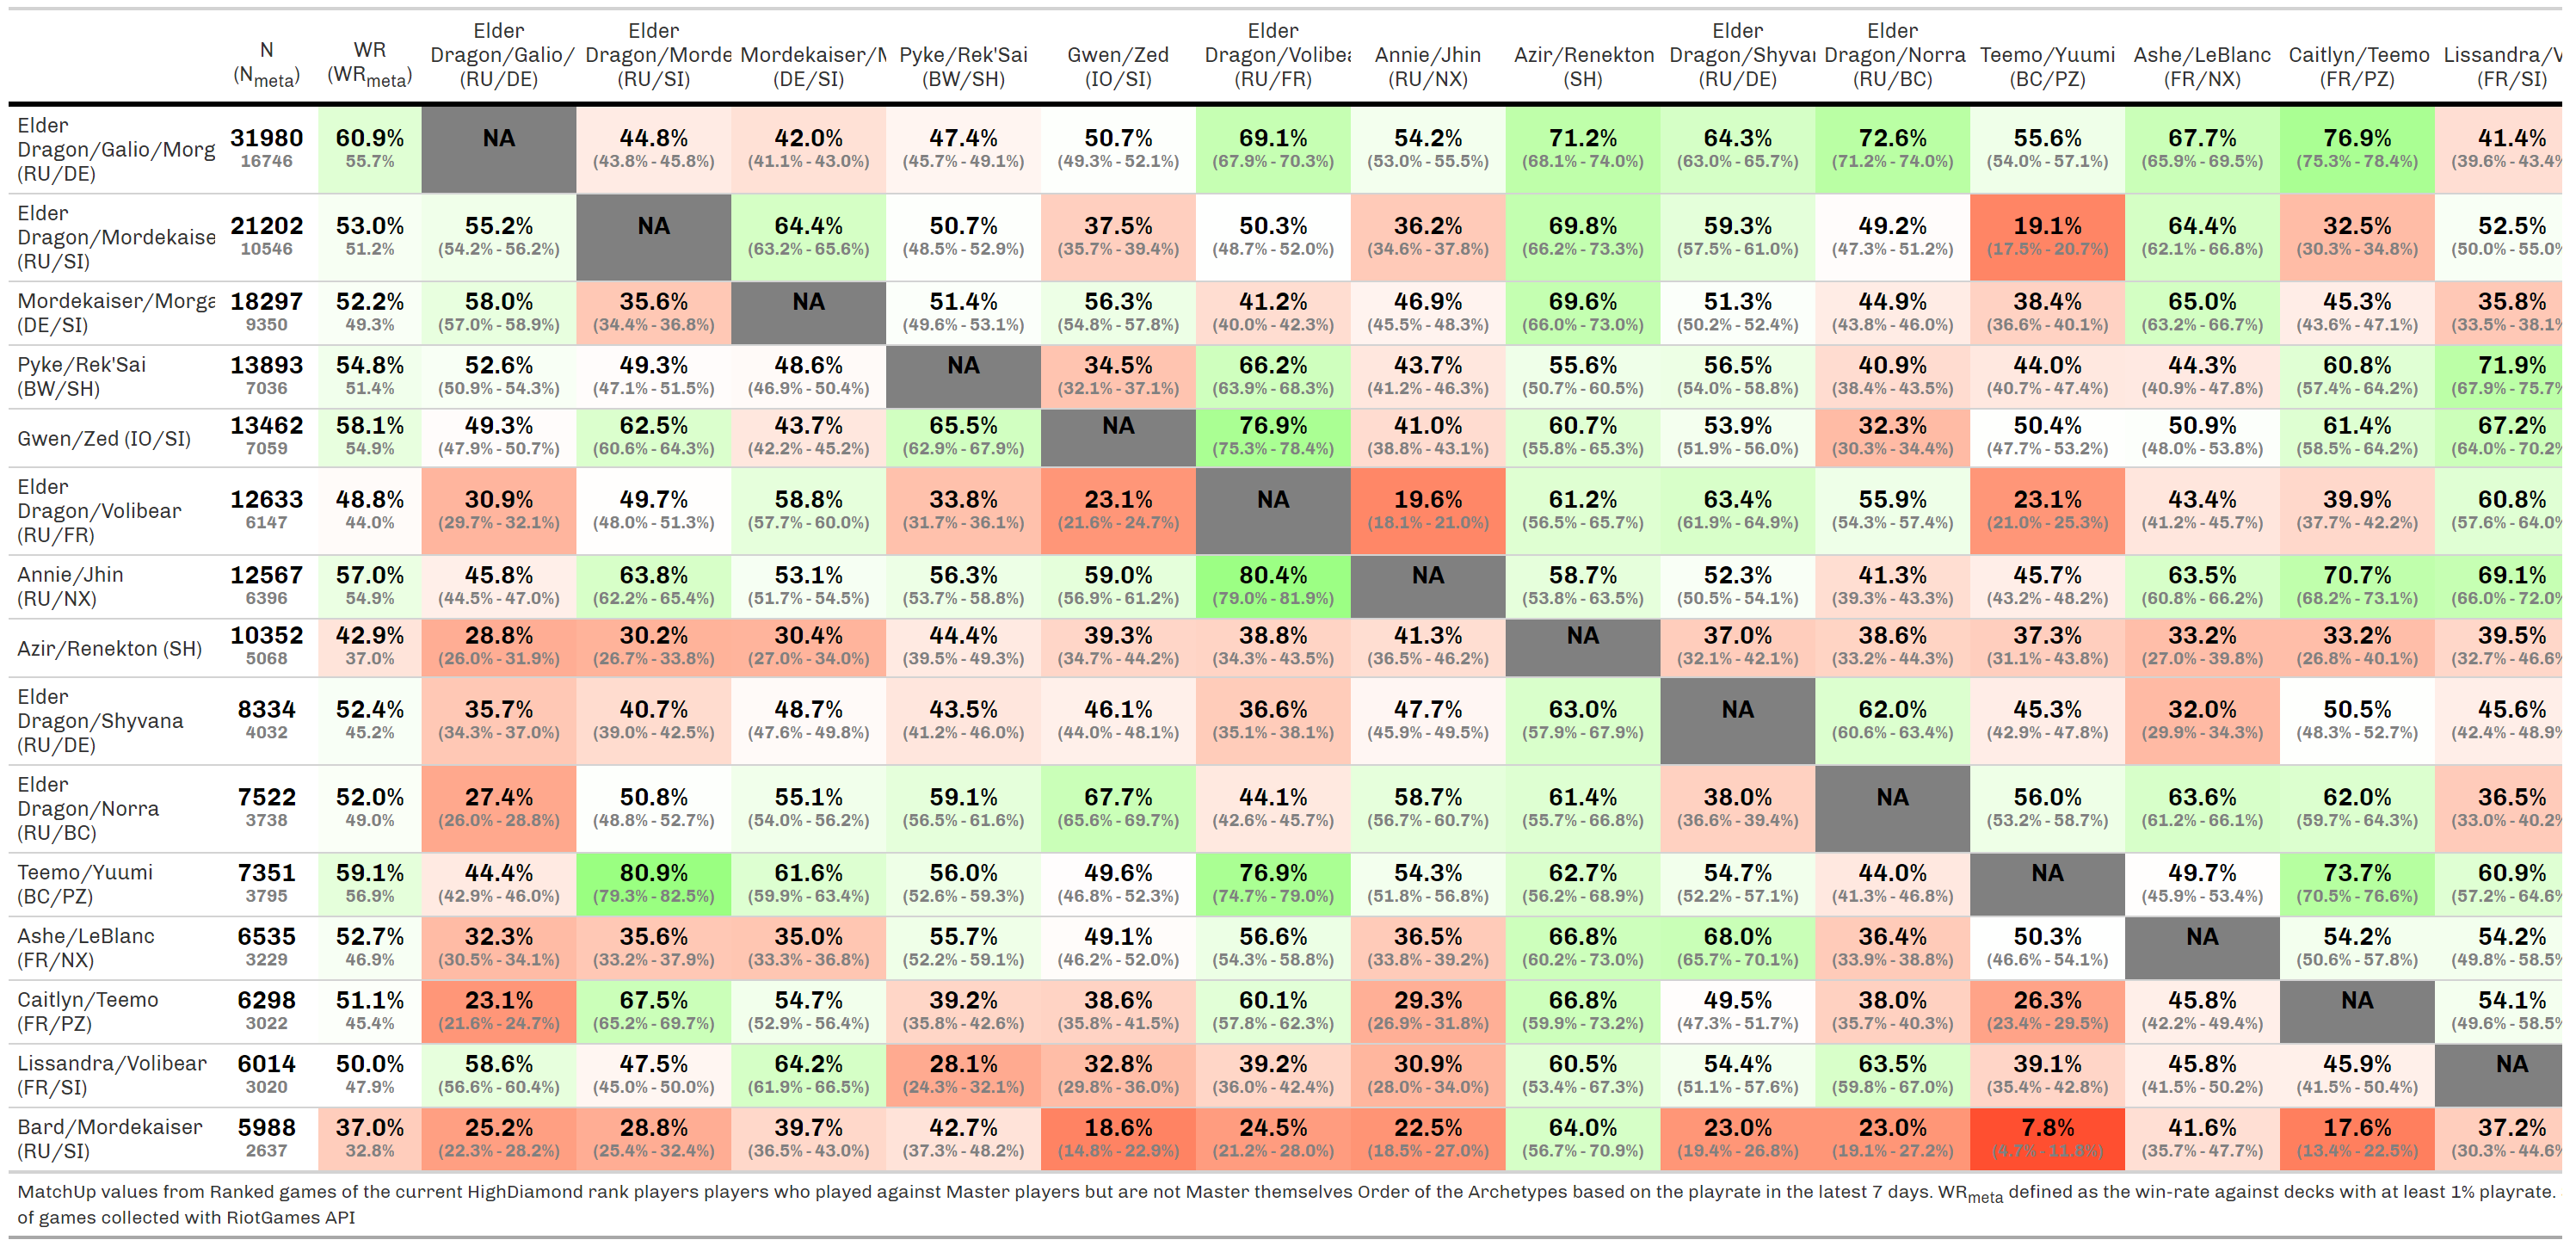 N (Nmeta) WR (WRmeta) Elder Dragon/Galio/ (RU/DE) Elder Dragon/Morde (RU/SI) Mordekaiser/M (DE/SI) Pyke/Rek'Sai (BW/SH) Gwen/Zed (IO/SI) Elder Dragon/Volibea (RU/FR) Annie/Jhin (RU/NX) Azir/Renekton (SH) Elder Dragon/Shyvar (RU/DE) Elder Dragon/Norra (RU/BC) Teemo/Yuumi (BC/PZ) Ashe/LeBlanc (FR/NX) Caitlyn/Teemo (FR/PZ) Lissandra/V (FR/SI)
Elder Dragon/Galio/Morg (RU/DE)
31980 60.9% NA 44.8% 42.0% 47.4% 50.7% 69.1% 54.2% 71.2% 64.3% 72.6% 55.6% 67.7% 76.9% 41.4%
16746 55.7% (43.8% - 45.8%) (41.1% - 43.0%) (45.7% - 49.1%) (49.3% - 52.1%) (67.9% - 70.3%) (53.0% - 55.5%) (68.1% - 74.0%) (63.0% - 65.7%) (71.2% - 74.0%) (54.0% - 57.1%) (65.9% - 69.5%) (75.3% - 78.4%) (39.6% - 43.4%
Elder Dragon/Mordekaise (RU/SI)
21202 53.0% 55.2% NA 64.4% 50.7% 37.5% 50.3% 36.2% 69.8% 59.3% 49.2% 19.1% 64.4% 32.5% 52.5%
10546 51.2% (54.2% - 56.2%) (63.2% - 65.6%) (48.5% - 52.9%) (35.7% - 39.4%) (48.7% - 52.0%) (34.6% - 37.8%) (66.2% - 73.3%) (57.5% - 61.0%) (47.3% - 51.2%) (17.5% - 20.7%) (62.1% - 66.8%) (30.3% - 34.8%) (50.0% - 55.0%
Mordekaiser/Morga (DE/SI)
18297 52.2% 58.0% 35.6% NA 51.4% 56.3% 41.2% 46.9% 69.6% 51.3% 44.9% 38.4% 65.0% 45.3% 35.8%
9350 49.3% (57.0% - 58.9%) (34.4% - 36.8%) (49.6% - 53.1%) (54.8% - 57.8%) (40.0% - 42.3%) (45.5% - 48.3%) (66.0% - 73.0%) (50.2% - 52.4%) (43.8% - 46.0%) (36.6% - 40.1%) (63.2% - 66.7%) (43.6% - 47.1%) (33.5% - 38.1%
Pyke/Rek'Sai (BW/SH)
13893 54.8% 52.6% 49.3% 48.6% NA 34.5% 66.2% 43.7% 55.6% 56.5% 40.9% 44.0% 44.3% 60.8% 71.9%
7036 51.4% (50.9% - 54.3%) (47.1% - 51.5%) (46.9% - 50.4%) (32.1% - 37.1%) (63.9% - 68.3%) (41.2% - 46.3%) (50.7% - 60.5%) (54.0% - 58.8%) (38.4% - 43.5%) (40.7% - 47.4%) (40.9% - 47.8%) (57.4% - 64.2%) (67.9% - 75.7%
Gwen/Zed (IO/SI)
13462 58.1% 49.3% 62.5% 43.7% 65.5% NA 76.9% 41.0% 60.7% 53.9% 32.3% 50.4% 50.9% 61.4% 67.2%
7059 54.9% (47.9% - 50.7%) (60.6% - 64.3%) (42.2% - 45.2%) (62.9% - 67.9%) (75.3% - 78.4%) (38.8% - 43.1%) (55.8% - 65.3%) (51.9% - 56.0%) (30.3% - 34.4%) (47.7% - 53.2%) (48.0% - 53.8%) (58.5% - 64.2%) (64.0% - 70.2%
Elder Dragon/Volibear (RU/FR)
12633 48.8% 30.9% 49.7% 58.8% 33.8% 23.1% NA 19.6% 61.2% 63.4% 55.9% 23.1% 43.4% 39.9% 60.8%
6147 44.0% (29.7% - 32.1%) (48.0% - 51.3%) (57.7% - 60.0%) (31.7% - 36.1%) (21.6% - 24.7%) (18.1% - 21.0%) (56.5% - 65.7%) (61.9% - 64.9%) (54.3% - 57.4%) (21.0% - 25.3%) (41.2% - 45.7%) (37.7% - 42.2%) (57.6% - 64.0%
Annie/Jhin (RU/NX)
12567 57.0% 45.8% 63.8% 53.1% 56.3% 59.0% 80.4% NA 58.7% 52.3% 41.3% 45.7% 63.5% 70.7% 69.1%
6396 54.9% (44.5% - 47.0%) (62.2% - 65.4%) (51.7% - 54.5%) (53.7% - 58.8%) (56.9% - 61.2%) (79.0% - 81.9%) (53.8% - 63.5%) (50.5% - 54.1%) (39.3% - 43.3%) (43.2% - 48.2%) (60.8% - 66.2%) (68.2% - 73.1%) (66.0% - 72.0%
Azir/Renekton (SH)
10352 42.9% 28.8% 30.2% 30.4% 44.4% 39.3% 38.8% 41.3% NA 37.0% 38.6% 37.3% 33.2% 33.2% 39.5%
5068 37.0% (26.0% - 31.9%) (26.7% - 33.8%) (27.0% - 34.0%) (39.5% - 49.3%) (34.7% - 44.2%) (34.3% - 43.5%) (36.5% - 46.2%) (32.1% - 42.1%) (33.2% - 44.3%) (31.1% - 43.8%) (27.0% - 39.8%) (26.8% - 40.1%) (32.7% - 46.6%
Elder Dragon/Shyvana (RU/DE)
8334 52.4% 35.7% 40.7% 48.7% 43.5% 46.1% 36.6% 47.7% 63.0% NA 62.0% 45.3% 32.0% 50.5% 45.6%
4032 45.2% (34.3% - 37.0%) (39.0% - 42.5%) (47.6% - 49.8%) (41.2% - 46.0%) (44.0% - 48.1%) (35.1% - 38.1%) (45.9% - 49.5%) (57.9% - 67.9%) (60.6% - 63.4%) (42.9% - 47.8%) (29.9% - 34.3%) (48.3% - 52.7%) (42.4% - 48.9%
Elder Dragon/Norra (RU/BC)
7522 52.0% 27.4% 50.8% 55.1% 59.1% 67.7% 44.1% 58.7% 61.4% 38.0% NA 56.0% 63.6% 62.0% 36.5%
3738 49.0% (26.0% - 28.8%) (48.8% - 52.7%) (54.0% - 56.2%) (56.5% - 61.6%) (65.6% - 69.7%) (42.6% - 45.7%) (56.7% - 60.7%) (55.7% - 66.8%) (36.6% - 39.4%) (53.2% - 58.7%) (61.2% - 66.1%) (59.7% - 64.3%) (33.0% - 40.2%
Teemo/Yuumi (BC/PZ)
7351 59.1% 44.4% 80.9% 61.6% 56.0% 49.6% 76.9% 54.3% 62.7% 54.7% 44.0% NA 49.7% 73.7% 60.9%
3795 56.9% (42.9% - 46.0%) (79.3% - 82.5%) (59.9% - 63.4%) (52.6% - 59.3%) (46.8% - 52.3%) (74.7% - 79.0%) (51.8% - 56.8%) (56.2% - 68.9%) (52.2% - 57.1%) (41.3% - 46.8%) (45.9% - 53.4%) (70.5% - 76.6%) (57.2% - 64.6%
Ashe/LeBlanc (FR/NX)
6535 52.7% 32.3% 35.6% 35.0% 55.7% 49.1% 56.6% 36.5% 66.8% 68.0% 36.4% 50.3% NA 54.2% 54.2%
3229 46.9% (30.5% - 34.1%) (33.2% - 37.9%) (33.3% - 36.8%) (52.2% - 59.1%) (46.2% - 52.0%) (54.3% - 58.8%) (33.8% - 39.2%) (60.2% - 73.0%) (65.7% - 70.1%) (33.9% - 38.8%) (46.6% - 54.1%) (50.6% - 57.8%) (49.8% - 58.5%
Caitlyn/Teemo (FR/PZ)
6298 51.1% 23.1% 67.5% 54.7% 39.2% 38.6% 60.1% 29.3% 66.8% 49.5% 38.0% 26.3% 45.8% NA 54.1%
3022 45.4% (21.6% - 24.7%) (65.2% - 69.7%) (52.9% - 56.4%) (35.8% - 42.6%) (35.8% - 41.5%) (57.8% - 62.3%) (26.9% - 31.8%) (59.9% - 73.2%) (47.3% - 51.7%) (35.7% - 40.3%) (23.4% - 29.5%) (42.2% - 49.4%) (49.6% - 58.5%
Lissandra/Volibear (FR/SI)
6014 50.0% 58.6% 47.5% 64.2% 28.1% 32.8% 39.2% 30.9% 60.5% 54.4% 63.5% 39.1% 45.8% 45.9% NA
3020 47.9% (56.6% - 60.4%) (45.0% - 50.0%) (61.9% - 66.5%) (24.3% - 32.1%) (29.8% - 36.0%) (36.0% - 42.4%) (28.0% - 34.0%) (53.4% - 67.3%) (51.1% - 57.6%) (59.8% - 67.0%) (35.4% - 42.8%) (41.5% - 50.2%) (41.5% - 50.4%)
Bard/Mordekaiser (RU/SI)
5988 37.0% 25.2% 28.8% 39.7% 42.7% 18.6% 24.5% 22.5% 64.0% 23.0% 23.0% 7.8% 41.6% 17.6% 37.2%
2637 32.8% (22.3% - 28.2%) (25.4% - 32.4%) (36.5% - 43.0%) (37.3% - 48.2%) (14.8% - 22.9%) (21.2% - 28.0%) (18.5% - 27.0%) (56.7% - 70.9%) (19.4% - 26.8%) (19.1% - 27.2%) (4.7% - 11.8%) (35.7% - 47.7%) (13.4% - 22.5%) (30.3% - 44.6%
MatchUp values from Ranked games of the current HighDiamond rank players players who played against Master players but are not Master themselves Order of the Archetypes based on the playrate in the latest 7 days. WRmeta defined as the win-rate against decks with at least 1% playrate.
of games collected with RiotGames API